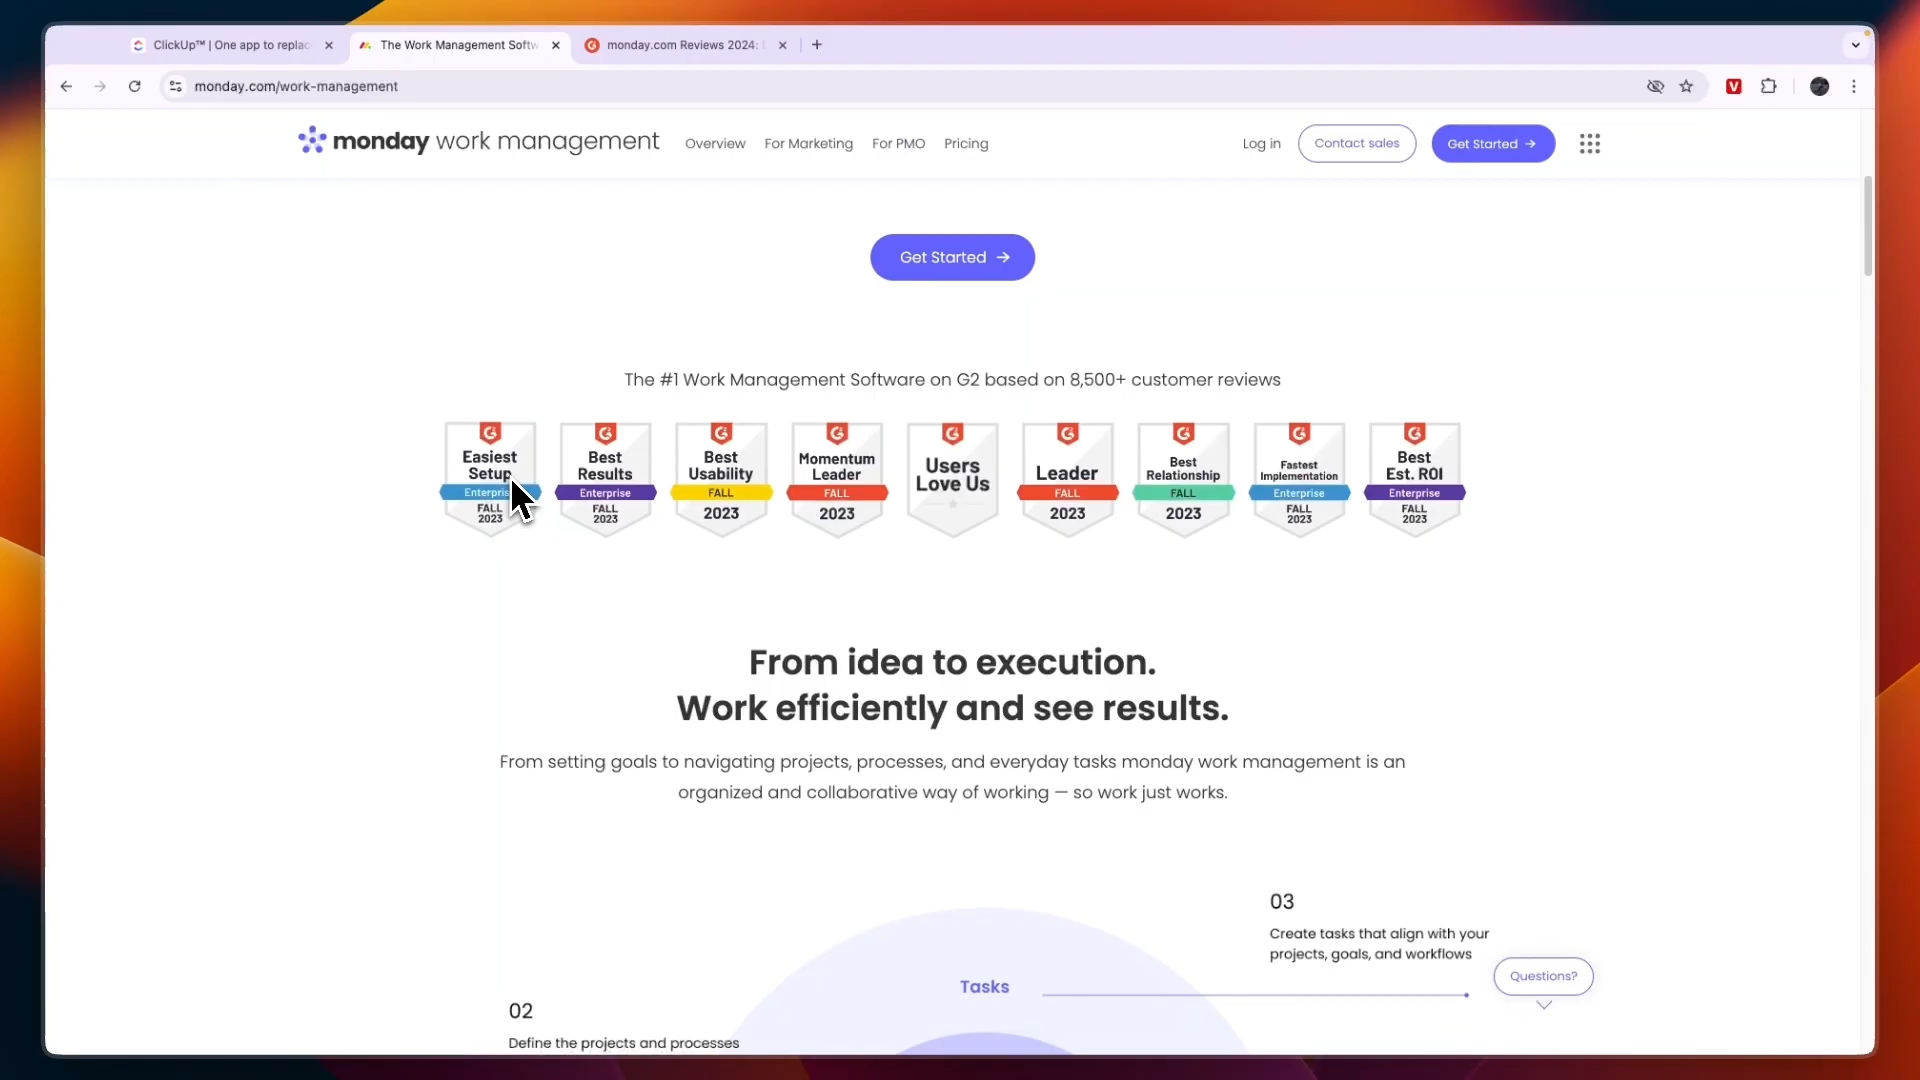 ClickUp™ | One app to replac
The Work Management Softw
monday.com Reviews 2024:
monday.com/work-management
V
monday work management
Overview
For Marketing
For PMO
Pricing
Log in
Contact sales
Get Started →
Get Started →
The #1 Work Management Software on G2 based on 8,500+ customer reviews
Easiest
Setup
Enterpris
FALL
2023
Best
Results
Enterprise
FALL
2023
Best
Usability
FALL
2023
Momentum
Leader
FALL
2023
Users
Love Us
Leader
FALL
2023
Best
Relationship
FALL
2023
Fastest
Implementation
Enterprise
FALL
2023
Best
Est. ROI
Enterprise
FALL
2023
From idea to execution.
Work efficiently and see results.
From setting goals to navigating projects, processes, and everyday tasks monday work management is an
organized and collaborative way of working — so work just works.
03
Create tasks that align with your
projects, goals, and workflows
Questions?
Tasks
02
Define the projects and processes